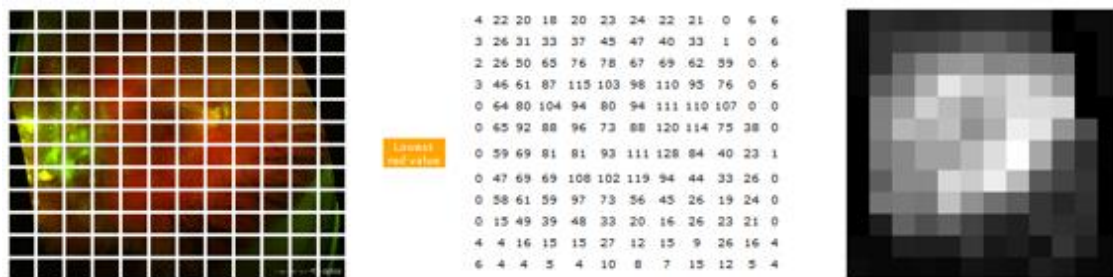 4 22 20 18 20 23 24 22 21 0 6 6
3 26 31 33 37 45 47 40 33 1 0 6
2 26 50 65 76 78 67 69 62 59 0 6
3 46 61 87 115 103 98 110 95 76 0 6
0 64 80 104 94 80 94 111 110 107 0 0
0 65 92 88 96 73 88 120 114 75 38 0
Lowest
red value
0 59 69 81 81 93 111 128 84 40 23 1
0 47 69 69 108 102 119 94 44 33 26 0
0 58 61 59 97 73 56 45 26 19 24 0
0 15 49 39 48 33 20 16 26 23 21 0
4 4 16 15 15 27 12 15 9 26 16 4
6 4 4 5 4 10 8 7 15 12 5 4